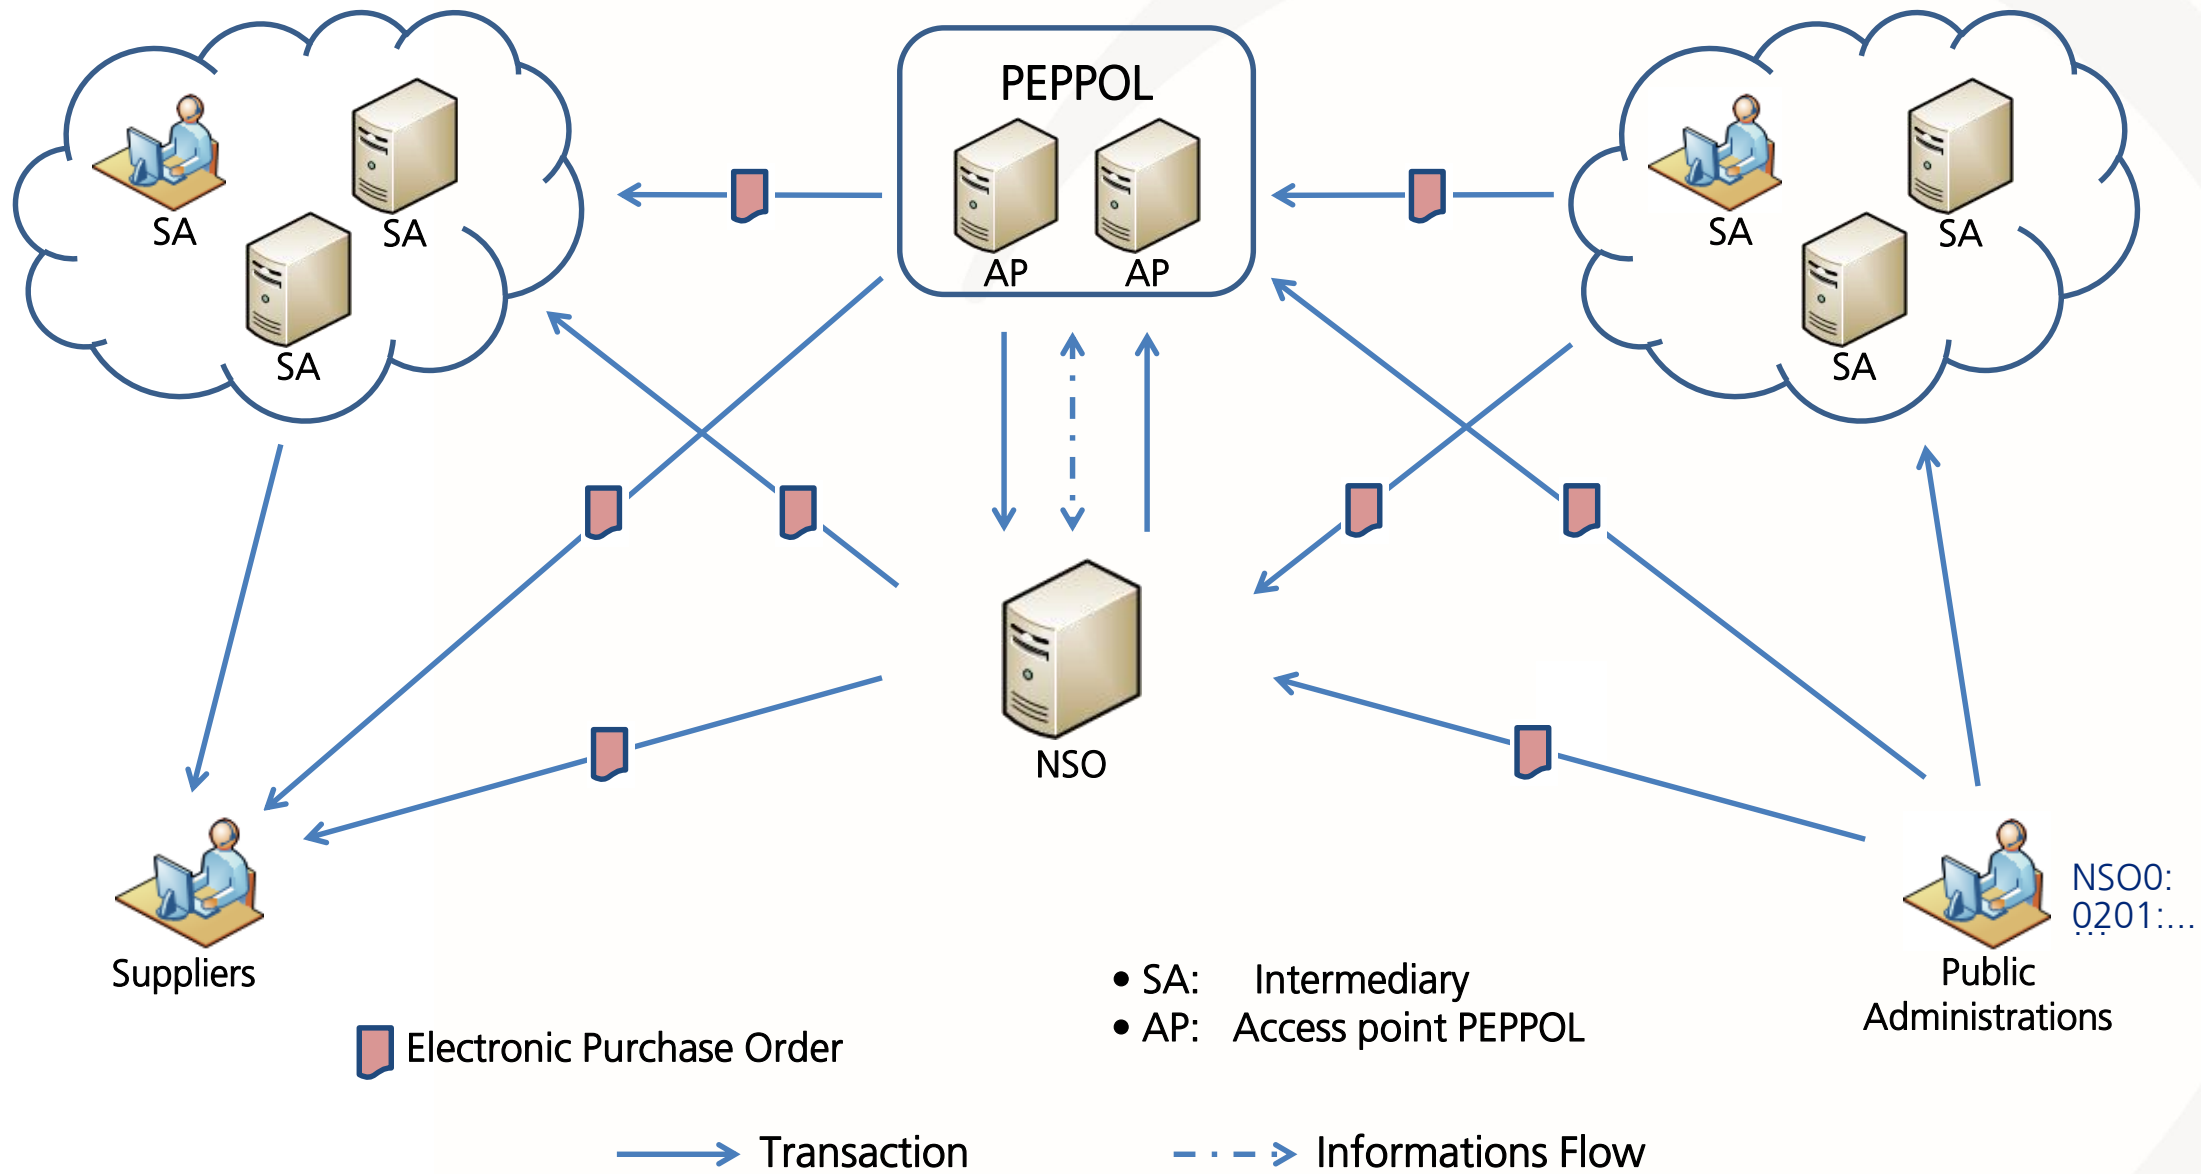 PEPPOL
SA
SA
SA
AP
AP
SA
SA
SA
NSO
NSO0:
0201:...
...
Suppliers
Public
Administrations
• SA: Intermediary
• AP: Access point PEPPOL
Electronic Purchase Order
Transaction
Informations Flow